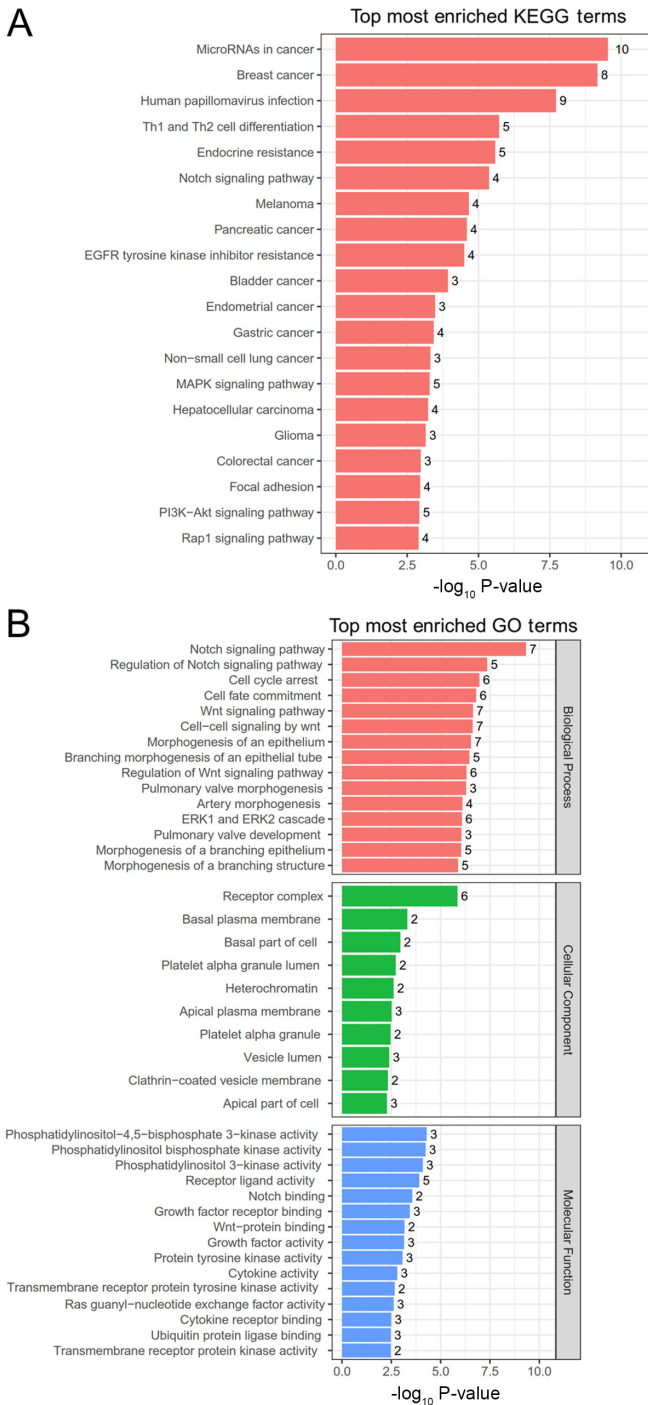 A
Top most enriched KEGG terms
MicroRNAs in cancer 10
Breast cancer 8
Human papillomavirus infection 9
Th1 and Th2 cell differentiation 5
Endocrine resistance 5
Notch signaling pathway 4
Melanoma 4
Pancreatic cancer 4
EGFR tyrosine kinase inhibitor resistance 4
Bladder cancer 3
Endometrial cancer 3
Gastric cancer 4
Non−small cell lung cancer 3
MAPK signaling pathway 5
Hepatocellular carcinoma 4
Glioma 3
Colorectal cancer 3
Focal adhesion 4
PI3K−Akt signaling pathway 5
Rap1 signaling pathway 4
0.0 2.5 5.0 7.5 10.0
-log₁₀ P-value
B
Top most enriched GO terms
Notch signaling pathway 7
Regulation of Notch signaling pathway 5
Cell cycle arrest 6
Cell fate commitment 6
Wnt signaling pathway 7
Cell−cell signaling by wnt 7
Morphogenesis of an epithelium 7
Branching morphogenesis of an epithelial tube 5
Regulation of Wnt signaling pathway 6
Pulmonary valve morphogenesis 3
Artery morphogenesis 4
ERK1 and ERK2 cascade 6
Pulmonary valve development 3
Morphogenesis of a branching epithelium 5
Morphogenesis of a branching structure 5
Biological Process
Receptor complex 6
Basal plasma membrane 2
Basal part of cell 2
Platelet alpha granule lumen 2
Heterochromatin 2
Apical plasma membrane 3
Platelet alpha granule 2
Vesicle lumen 3
Clathrin−coated vesicle membrane 2
Apical part of cell 3
Cellular Component
Phosphatidylinositol−4,5−bisphosphate 3−kinase activity 3
Phosphatidylinositol bisphosphate kinase activity 3
Phosphatidylinositol 3−kinase activity 3
Receptor ligand activity 5
Notch binding 2
Growth factor receptor binding 3
Wnt−protein binding 2
Growth factor activity 3
Protein tyrosine kinase activity 3
Cytokine activity 3
Transmembrane receptor protein tyrosine kinase activity 2
Ras guanyl−nucleotide exchange factor activity 3
Cytokine receptor binding 3
Ubiquitin protein ligase binding 3
Transmembrane receptor protein kinase activity 2
Molecular Function
0.0 2.5 5.0 7.5 10.0
-log₁₀ P-value